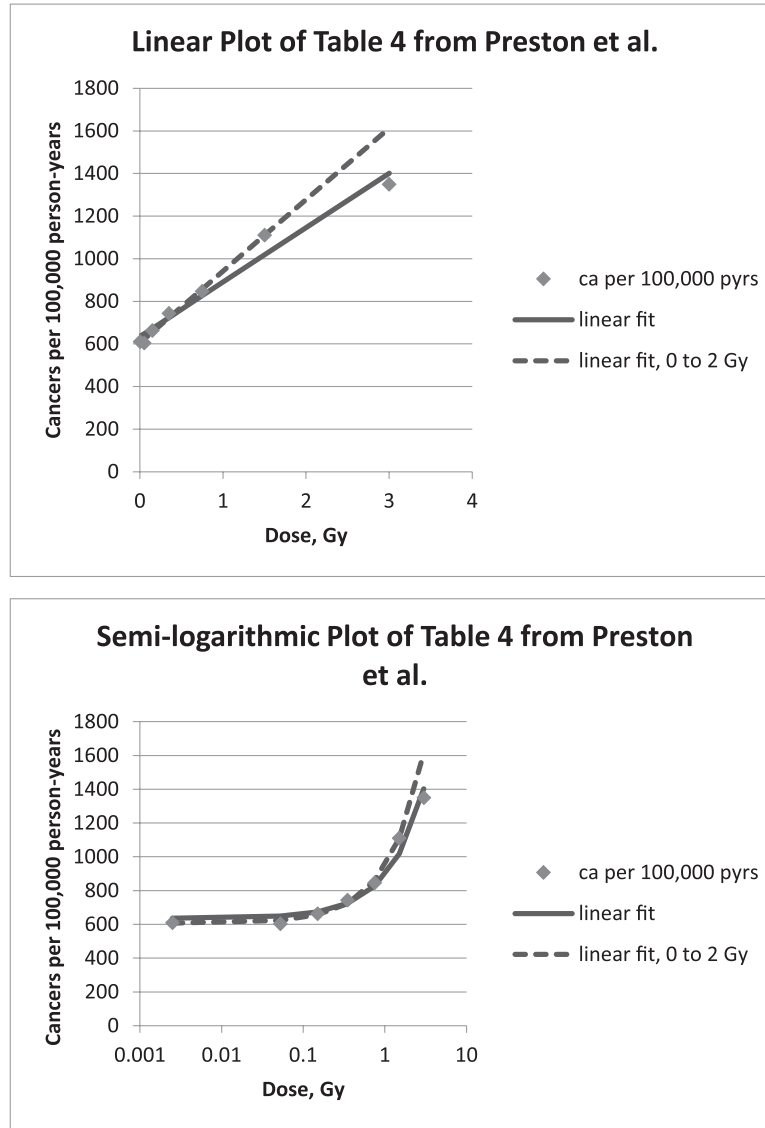 Linear Plot of Table 4 from Preston et al.
1800
1600
1400
1200
1000
800
600
400
200
0
Cancers per 100,000 person-years
0 1 2 3 4
Dose, Gy
ca per 100,000 pyrs
linear fit
linear fit, 0 to 2 Gy
Semi-logarithmic Plot of Table 4 from Preston
et al.
1800
1600
1400
1200
1000
800
600
400
200
0
Cancers per 100,000 person-years
0.001 0.01 0.1 1 10
Dose, Gy
ca per 100,000 pyrs
linear fit
linear fit, 0 to 2 Gy